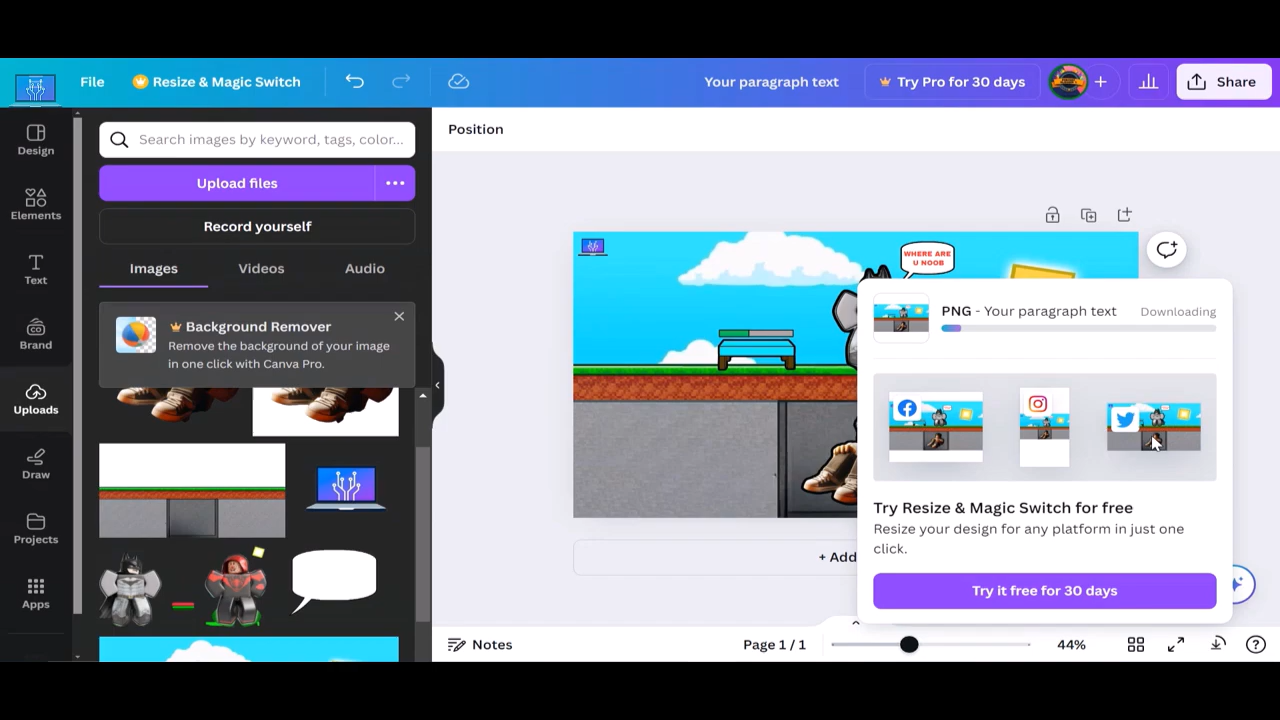 File
Resize & Magic Switch
Your paragraph text
Try Pro for 30 days
Share
Design
Elements
Text
Brand
Uploads
Draw
Projects
Apps
Search images by keyword, tags, color...
Upload files
Record yourself
Images
Videos
Audio
Background Remover
Remove the background of your image
in one click with Canva Pro.
Position
WHERE ARE
U NOOB
PNG - Your paragraph text
Downloading
Try Resize & Magic Switch for free
Resize your design for any platform in just one
click.
Try it free for 30 days
+ Add
Notes
Page 1 / 1
44%